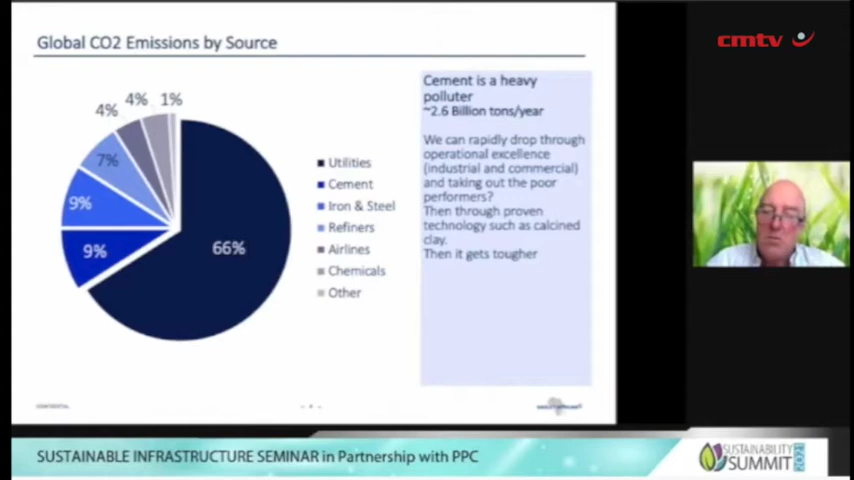 cmtv
Global CO2 Emissions by Source
4%
4%
1%
7%
9%
9%
66%
Utilities
Cement
Iron & Steel
Refiners
Airlines
Chemicals
Other
Cement is a heavy
polluter
~2.6 Billion tons/year
We can rapidly drop through
operational excellence
(industrial and commercial)
and taking out the poor
performers?
Then through proven
technology such as calcined
clay.
Then it gets tougher
SUSTAINABLE INFRASTRUCTURE SEMINAR in Partnership with PPC
SUSTAINABILITY
SUMMIT 2021